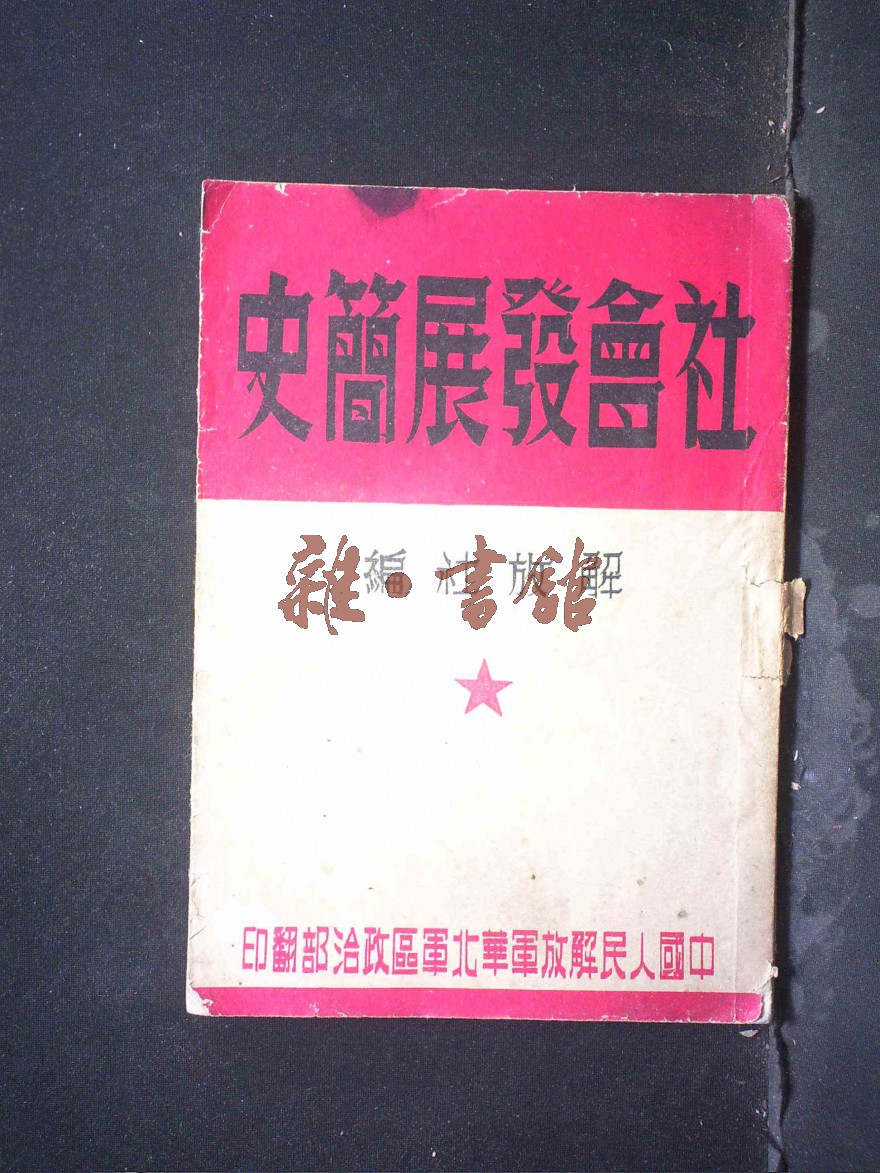 社會發展簡史
解放社編
雜·書舘
中國人民解放軍華北軍區政治部翻印